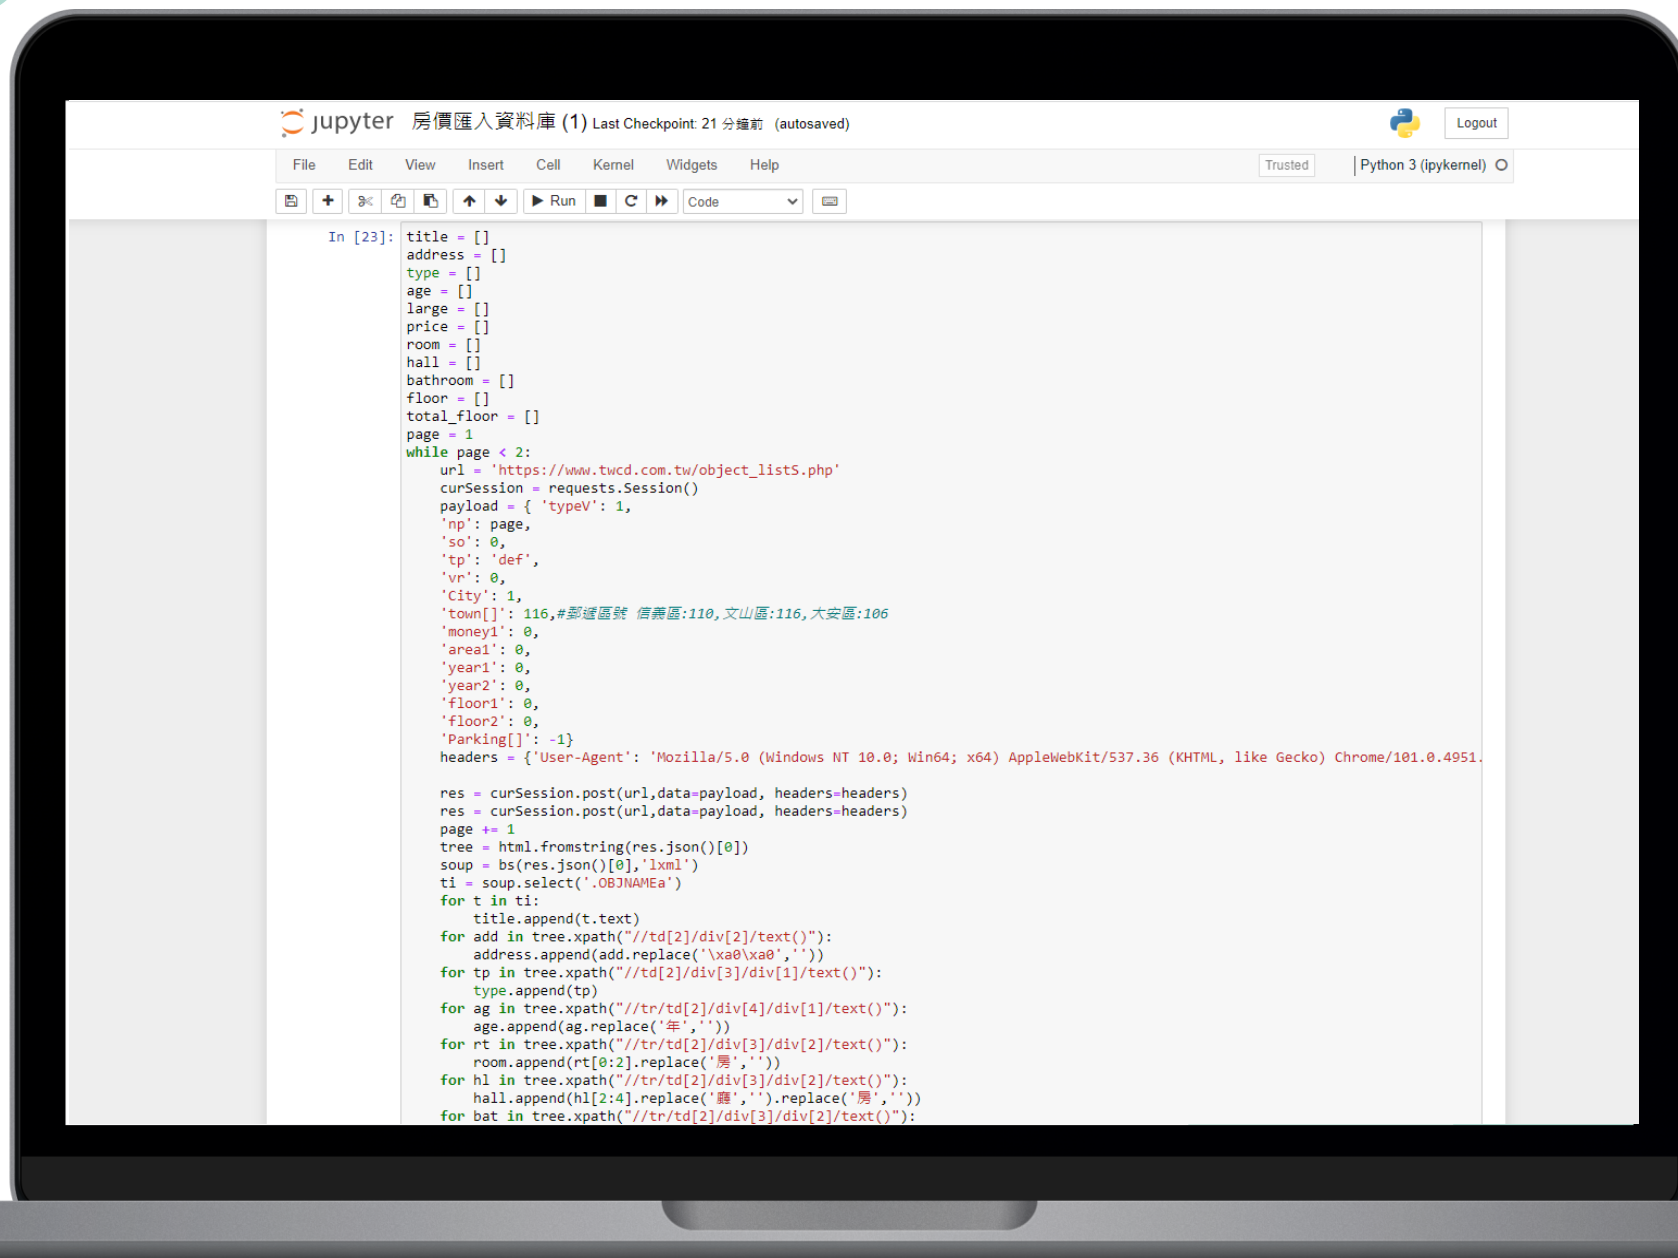 jupyter 房價匯入資料庫 (1) Last Checkpoint: 21 分鐘前 (autosaved)
Logout
File Edit View Insert Cell Kernel Widgets Help
Trusted
Python 3 (ipykernel)
Run
Code
In [23]:
title = []
address = []
type = []
age = []
large = []
price = []
room = []
hall = []
bathroom = []
floor = []
total_floor = []
page = 1
while page < 2:
    url = 'https://www.twcd.com.tw/object_listS.php'
    curSession = requests.Session()
    payload = { 'typeV': 1,
    'np': page,
    'so': 0,
    'tp': 'def',
    'vr': 0,
    'City': 1,
    'town[]': 116,#郵遞區號 信義區:110,文山區:116,大安區:106
    'money1': 0,
    'area1': 0,
    'year1': 0,
    'year2': 0,
    'floor1': 0,
    'floor2': 0,
    'Parking[]': -1}
    headers = {'User-Agent': 'Mozilla/5.0 (Windows NT 10.0; Win64; x64) AppleWebKit/537.36 (KHTML, like Gecko) Chrome/101.0.4951.
    res = curSession.post(url,data=payload, headers=headers)
    res = curSession.post(url,data=payload, headers=headers)
    page += 1
    tree = html.fromstring(res.json()[0])
    soup = bs(res.json()[0],'lxml')
    ti = soup.select('.OBJNAMEa')
    for t in ti:
        title.append(t.text)
    for add in tree.xpath("//td[2]/div[2]/text()"):
        address.append(add.replace('\xa0\xa0',''))
    for tp in tree.xpath("//td[2]/div[3]/div[1]/text()"):
        type.append(tp)
    for ag in tree.xpath("//tr/td[2]/div[4]/div[1]/text()"):
        age.append(ag.replace('年',''))
    for rt in tree.xpath("//tr/td[2]/div[3]/div[2]/text()"):
        room.append(rt[0:2].replace('房',''))
    for hl in tree.xpath("//tr/td[2]/div[3]/div[2]/text()"):
        hall.append(hl[2:4].replace('廳','').replace('房',''))
    for bat in tree.xpath("//tr/td[2]/div[3]/div[2]/text()"):